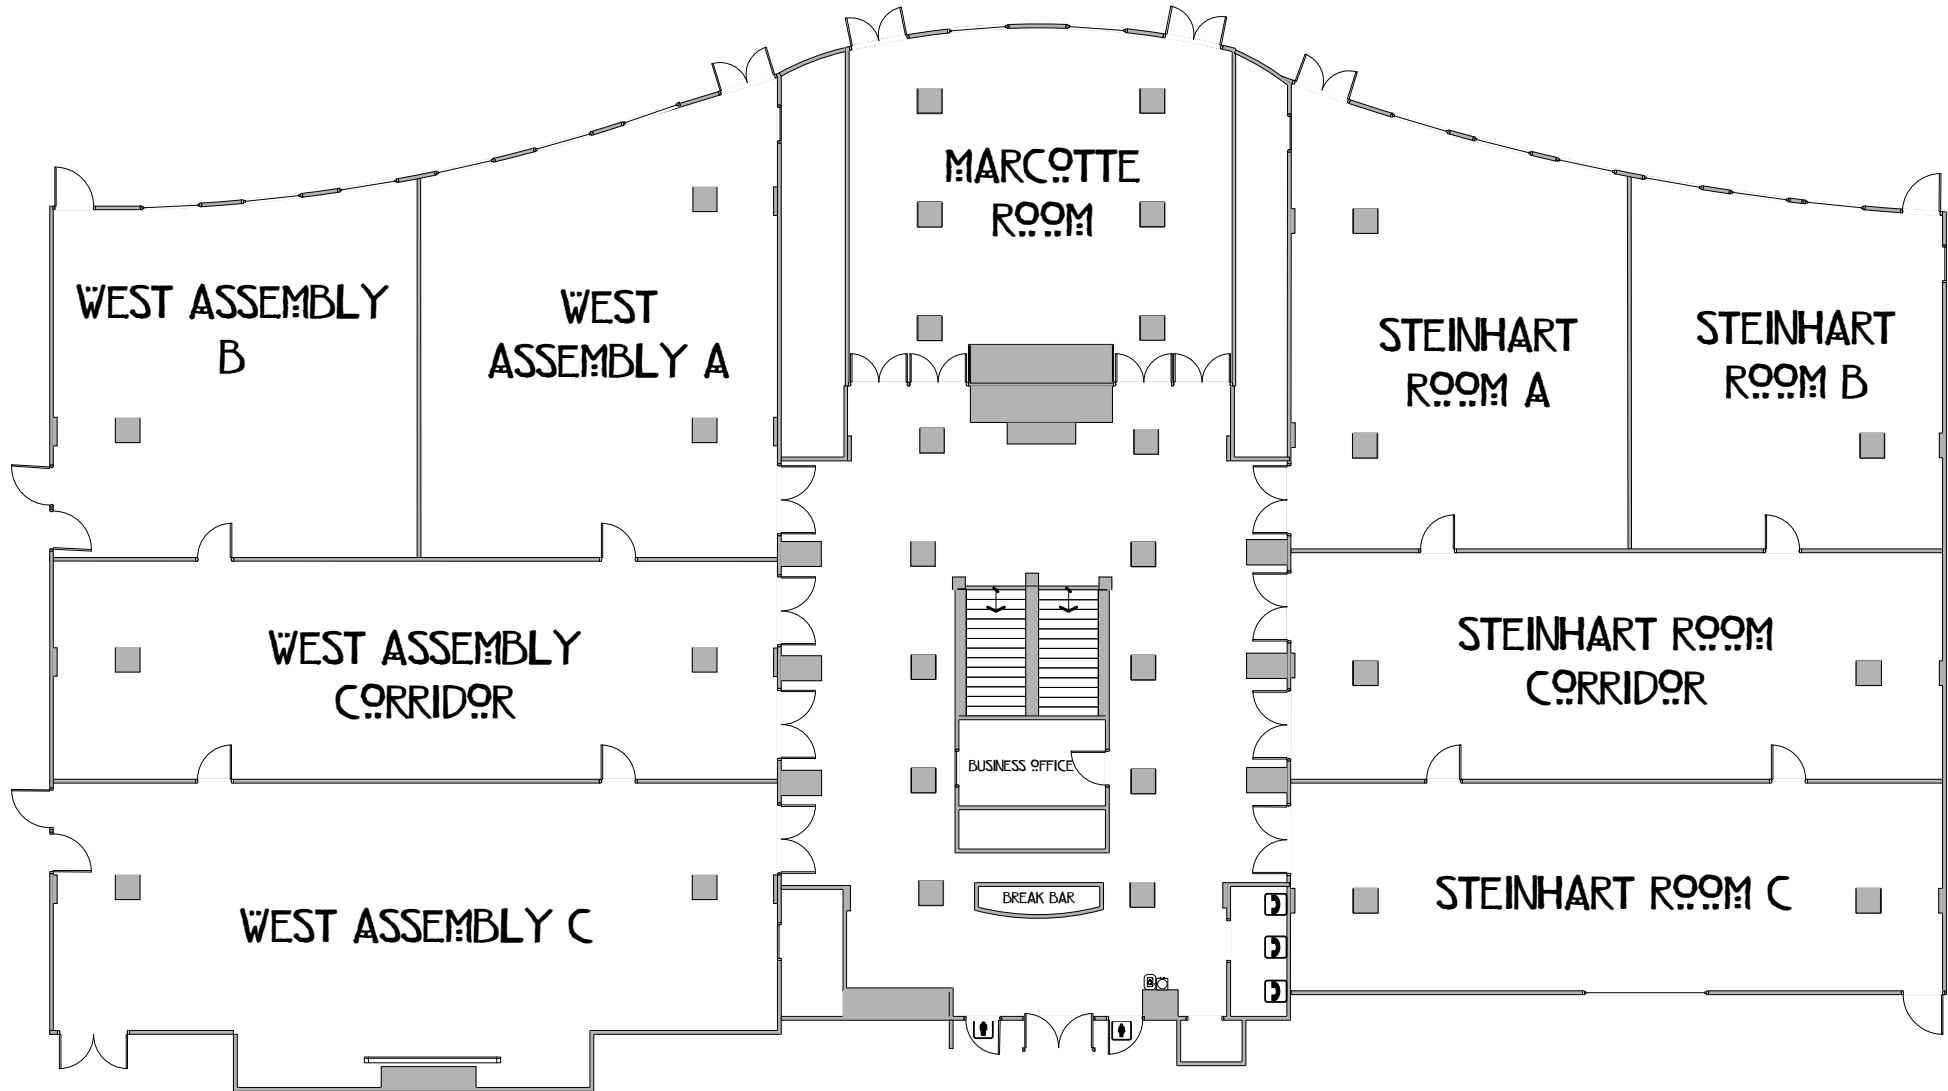 MARCOTTE
ROOM
WEST ASSEMBLY
B
WEST
ASSEMBLY A
STEINHART
ROOM A
STEINHART
ROOM B
WEST ASSEMBLY
CORRIDOR
STEINHART ROOM
CORRIDOR
BUSINESS OFFICE
BREAK BAR
WEST ASSEMBLY C
STEINHART ROOM C